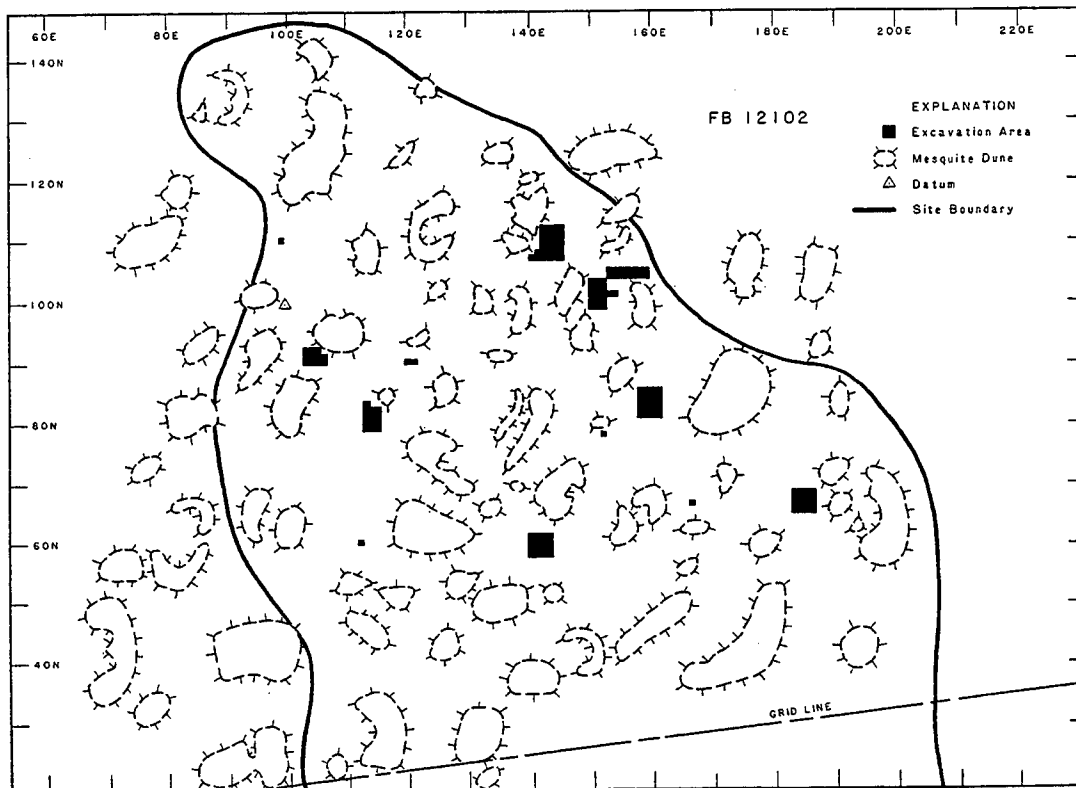 60E 80E 100E 120E 140E 160E 180E 200E 220E
140N
120N
100N
80N
60N
40N
FB 12102
EXPLANATION
Excavation Area
Mesquite Dune
Datum
Site Boundary
GRID LINE